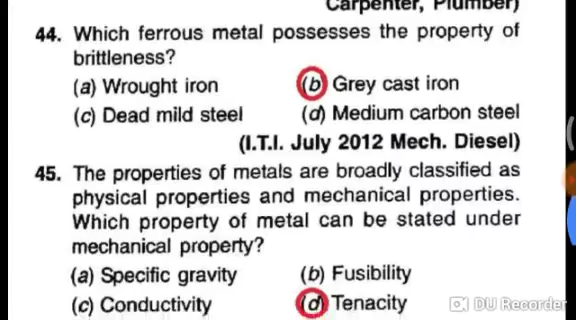 Carpenter, Plumber)
44. Which ferrous metal possesses the property of
brittleness?
(a) Wrought iron (b) Grey cast iron
(c) Dead mild steel (d) Medium carbon steel
(I.T.I. July 2012 Mech. Diesel)
45. The properties of metals are broadly classified as
physical properties and mechanical properties.
Which property of metal can be stated under
mechanical property?
(a) Specific gravity (b) Fusibility
(c) Conductivity (d) Tenacity
DU Recorder